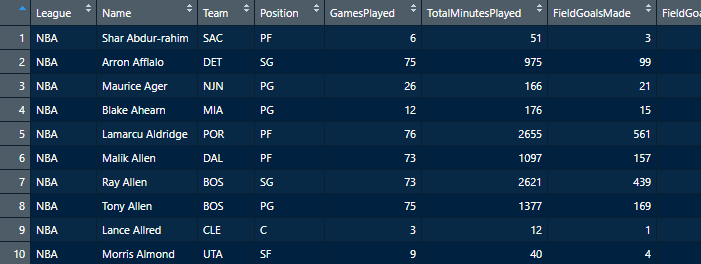 League Name Team Position GamesPlayed TotalMinutesPlayed FieldGoalsMade FieldGoa
1 NBA Shar Abdur-rahim SAC PF 6 51 3
2 NBA Arron Afflalo DET SG 75 975 99
3 NBA Maurice Ager NJN PG 26 166 21
4 NBA Blake Ahearn MIA PG 12 176 15
5 NBA Lamarcu Aldridge POR PF 76 2655 561
6 NBA Malik Allen DAL PF 73 1097 157
7 NBA Ray Allen BOS SG 73 2621 439
8 NBA Tony Allen BOS PG 75 1377 169
9 NBA Lance Allred CLE C 3 12 1
10 NBA Morris Almond UTA SF 9 40 4